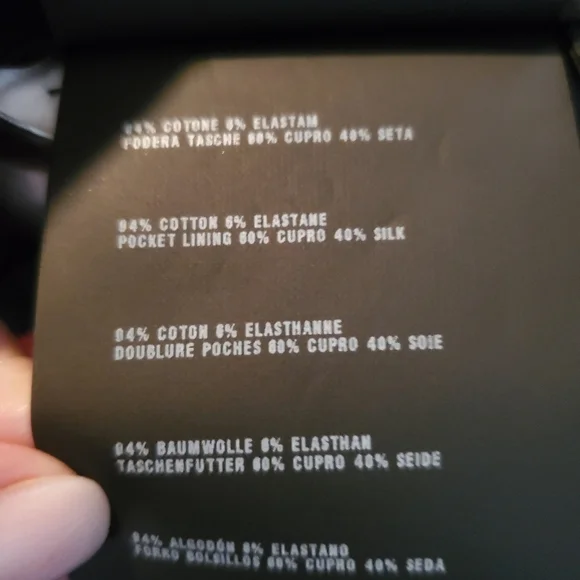 94% COTONE 6% ELASTAM
FODERA TASCHE 60% CUPRO 40% SETA
94% COTTON 6% ELASTANE
POCKET LINING 60% CUPRO 40% SILK
94% COTON 6% ELASTHANNE
DOUBLURE POCHES 60% CUPRO 40% SOIE
94% BAUMWOLLE 6% ELASTHAN
TASCHENFUTTER 60% CUPRO 40% SEIDE
94% ALGODÓN 6% ELASTANO
FORRO BOLSILLOS 60% CUPRO 40% SEDA